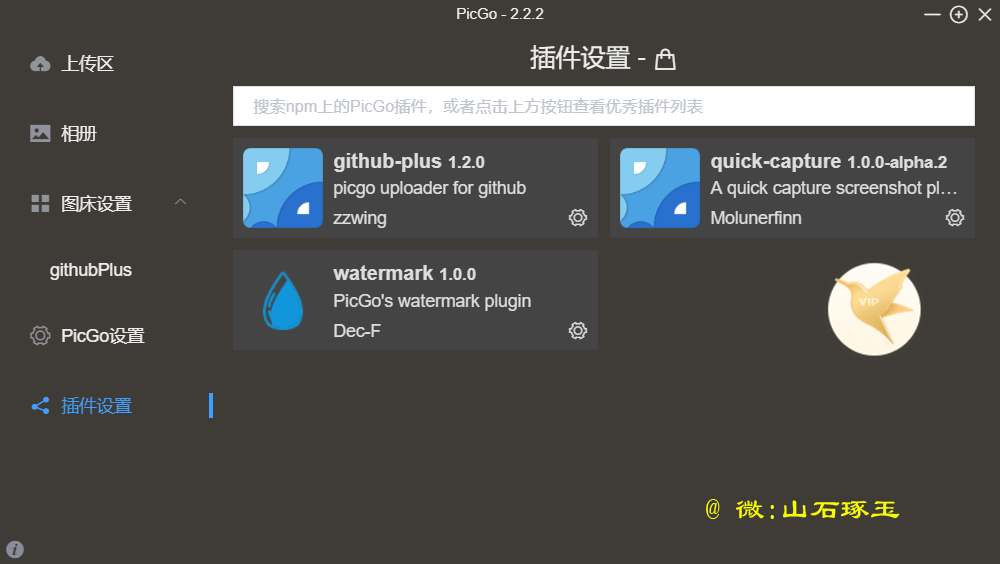 PicGo - 2.2.2
上传区
相册
图床设置
githubPlus
PicGo设置
插件设置
插件设置 -
搜索npm上的PicGo插件，或者点击上方按钮查看优秀插件列表
github-plus 1.2.0
picgo uploader for github
zzwing
quick-capture 1.0.0-alpha.2
A quick capture screenshot pl…
Molunerfinn
watermark 1.0.0
PicGo's watermark plugin
Dec-F
VIP
@ 微:山石琢玉